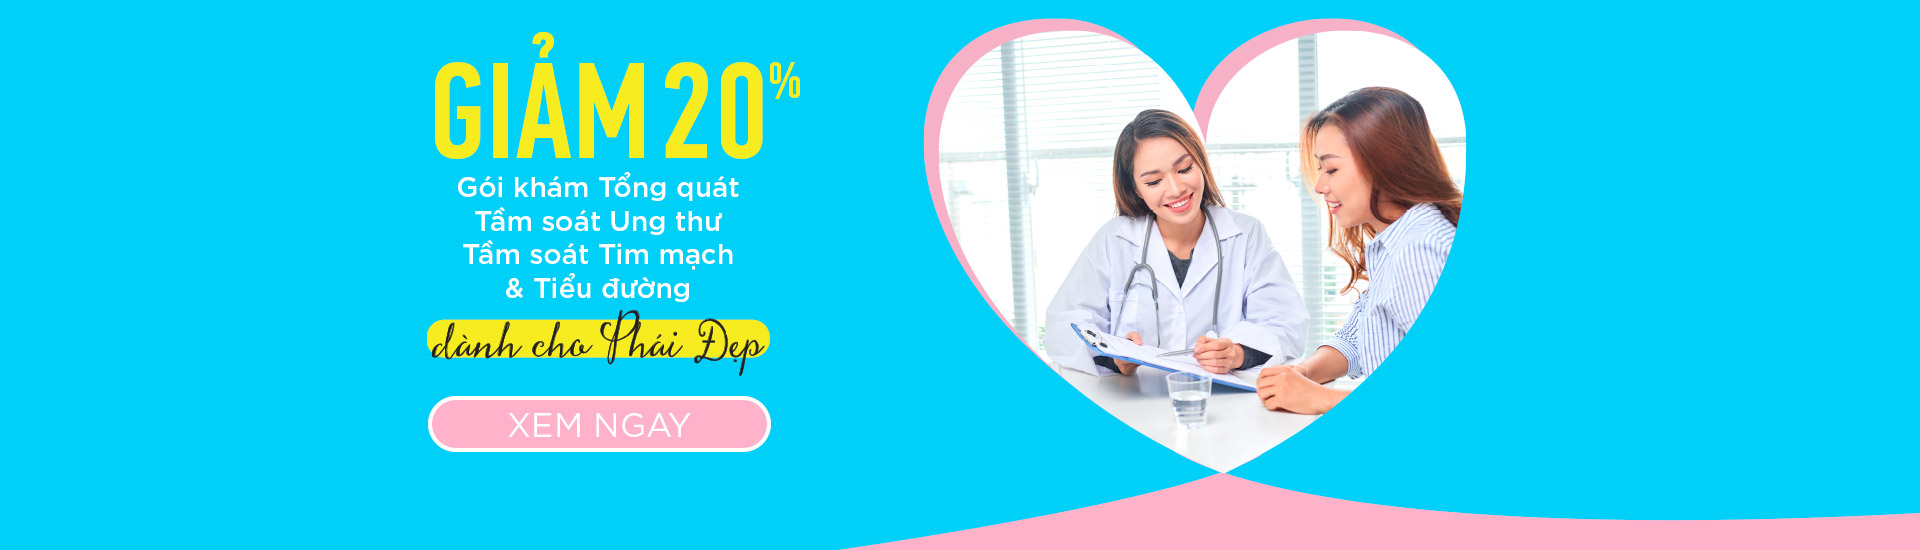 GIẢM 20%
Gói khám Tổng quát
Tầm soát Ung thư
Tầm soát Tim mạch
& Tiểu đường
dành cho Phái Đẹp
XEM NGAY